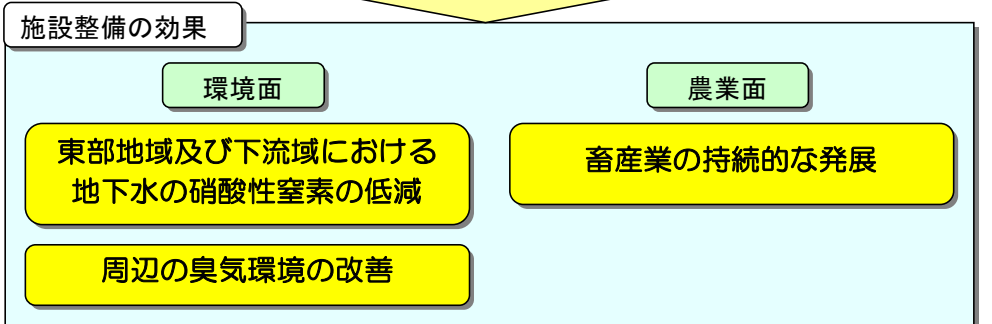 施設整備の効果
環境面
東部地域及び下流域における
地下水の硝酸性窒素の低減
周辺の臭気環境の改善
農業面
畜産業の持続的な発展